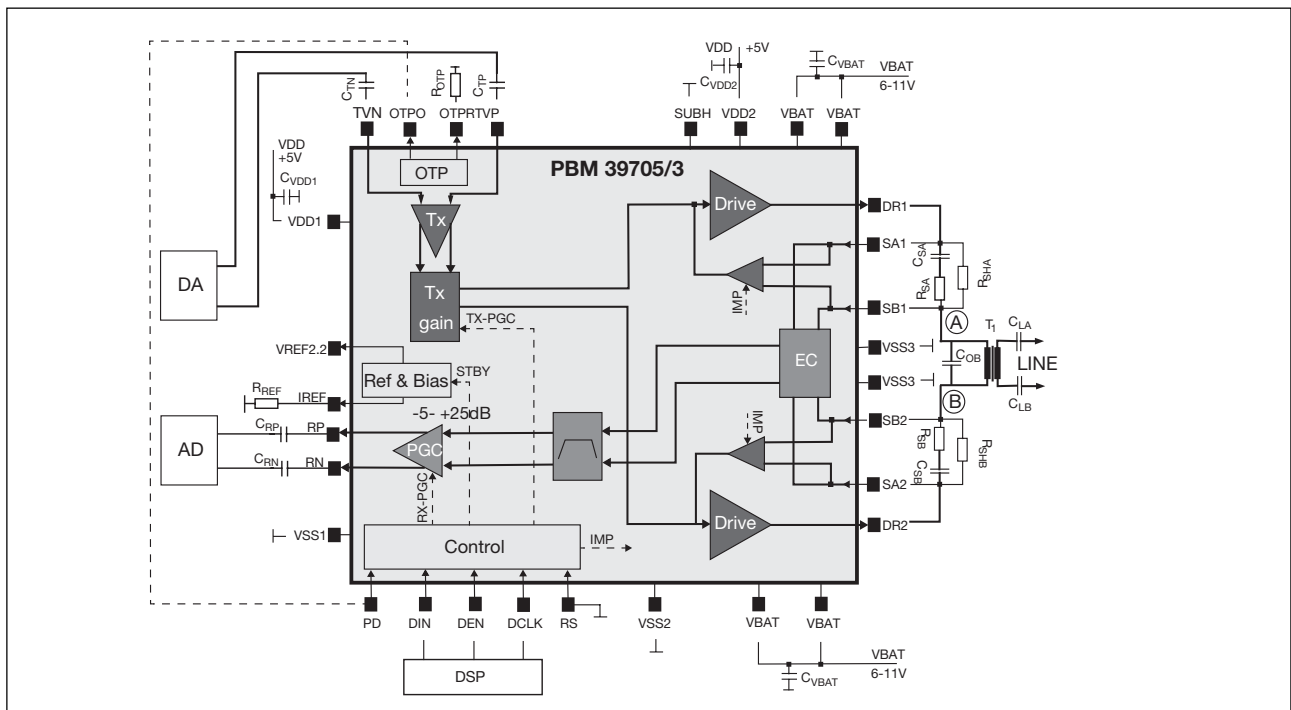 VDD
+5V
CVBAT
VBAT
6-11V
CVDD2
CTN
ROTP
CTP
TVN
OTPO
OTPRTVP
SUBH
VDD2
VBAT
VBAT
VDD
+5V
CVDD1
VDD1
PBM 39705/3
OTP
Tx
Drive
DR1
SA1
CSA
RSA
RSHA
IMP
SB1
DA
Tx
gain
TX-PGC
A
T1
CLA
VREF2.2
EC
VSS3
COB
LINE
Ref & Bias
STBY
VSS3
CLB
RREF
IREF
-5- +25dB
B
IMP
SB2
AD
CRP
RP
PGC
RSB
RSHB
CSB
CRN
RN
SA2
RX-PGC
Drive
DR2
VSS1
Control
IMP
PD
DIN
DEN
DCLK
RS
VSS2
VBAT
VBAT
DSP
CVBAT
VBAT
6-11V